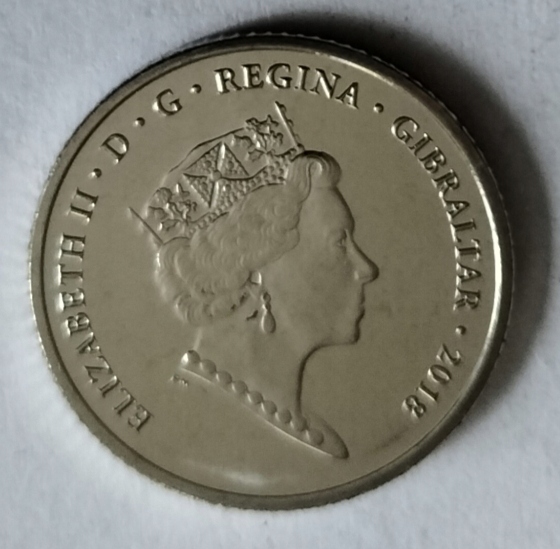 ELIZABETH II · D · G · REGINA · GIBRALTAR · 2018